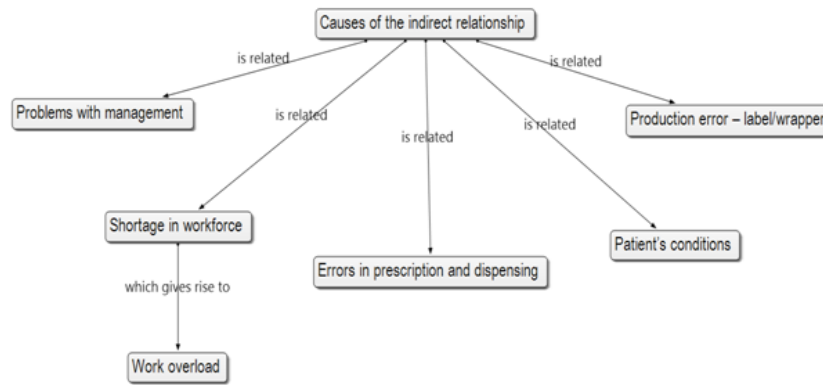 Causes of the indirect relationship
is related
is related
Problems with management
Production error – label/wrapper
is related
is related
is related
Shortage in workforce
Patient's conditions
Errors in prescription and dispensing
which gives rise to
Work overload